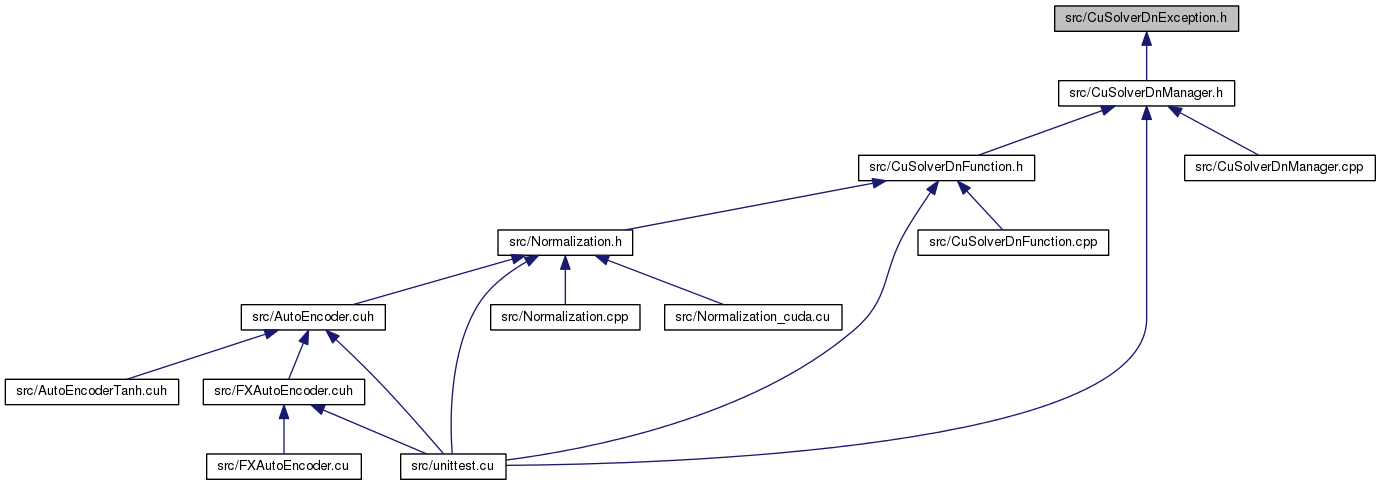 src/CuSolverDnException.h
src/CuSolverDnManager.h
src/CuSolverDnFunction.h
src/CuSolverDnManager.cpp
src/Normalization.h
src/CuSolverDnFunction.cpp
src/AutoEncoder.cuh
src/Normalization.cpp
src/Normalization_cuda.cu
src/AutoEncoderTanh.cuh
src/FXAutoEncoder.cuh
src/FXAutoEncoder.cu
src/unittest.cu